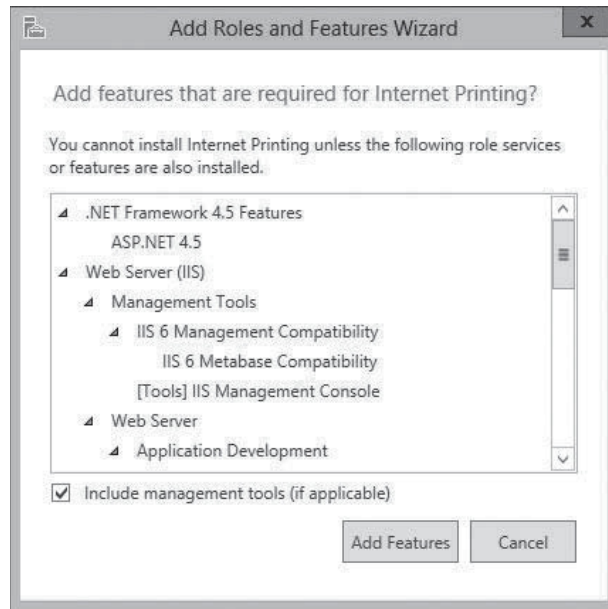 Add Roles and Features Wizard
x
Add features that are required for Internet Printing?
You cannot install Internet Printing unless the following role services
or features are also installed.
.NET Framework 4.5 Features
ASP.NET 4.5
Web Server (IIS)
Management Tools
IIS 6 Management Compatibility
IIS 6 Metabase Compatibility
[Tools] IIS Management Console
Web Server
Application Development
Include management tools (if applicable)
Add Features
Cancel